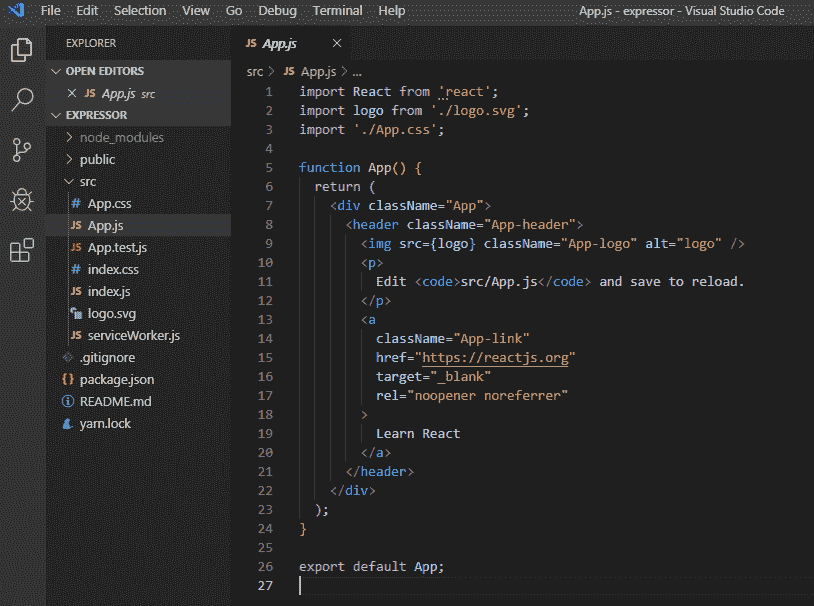 File Edit Selection View Go Debug Terminal Help App.js - expressor - Visual Studio Code
EXPLORER
OPEN EDITORS
JS App.js src
EXPRESSOR
node_modules
public
src
# App.css
JS App.js
JS App.test.js
# index.css
JS index.js
logo.svg
JS serviceWorker.js
.gitignore
{} package.json
README.md
yarn.lock
JS App.js
src > JS App.js > ...
1 import React from 'react';
2 import logo from './logo.svg';
3 import './App.css';
4
5 function App() {
6 return (
7 <div className="App">
8 <header className="App-header">
9 <img src={logo} className="App-logo" alt="logo" />
10 <p>
11 Edit <code>src/App.js</code> and save to reload.
12 </p>
13 <a
14 className="App-link"
15 href="https://reactjs.org"
16 target="_blank"
17 rel="noopener noreferrer"
18 >
19 Learn React
20 </a>
21 </header>
22 </div>
23 );
24 }
25
26 export default App;
27